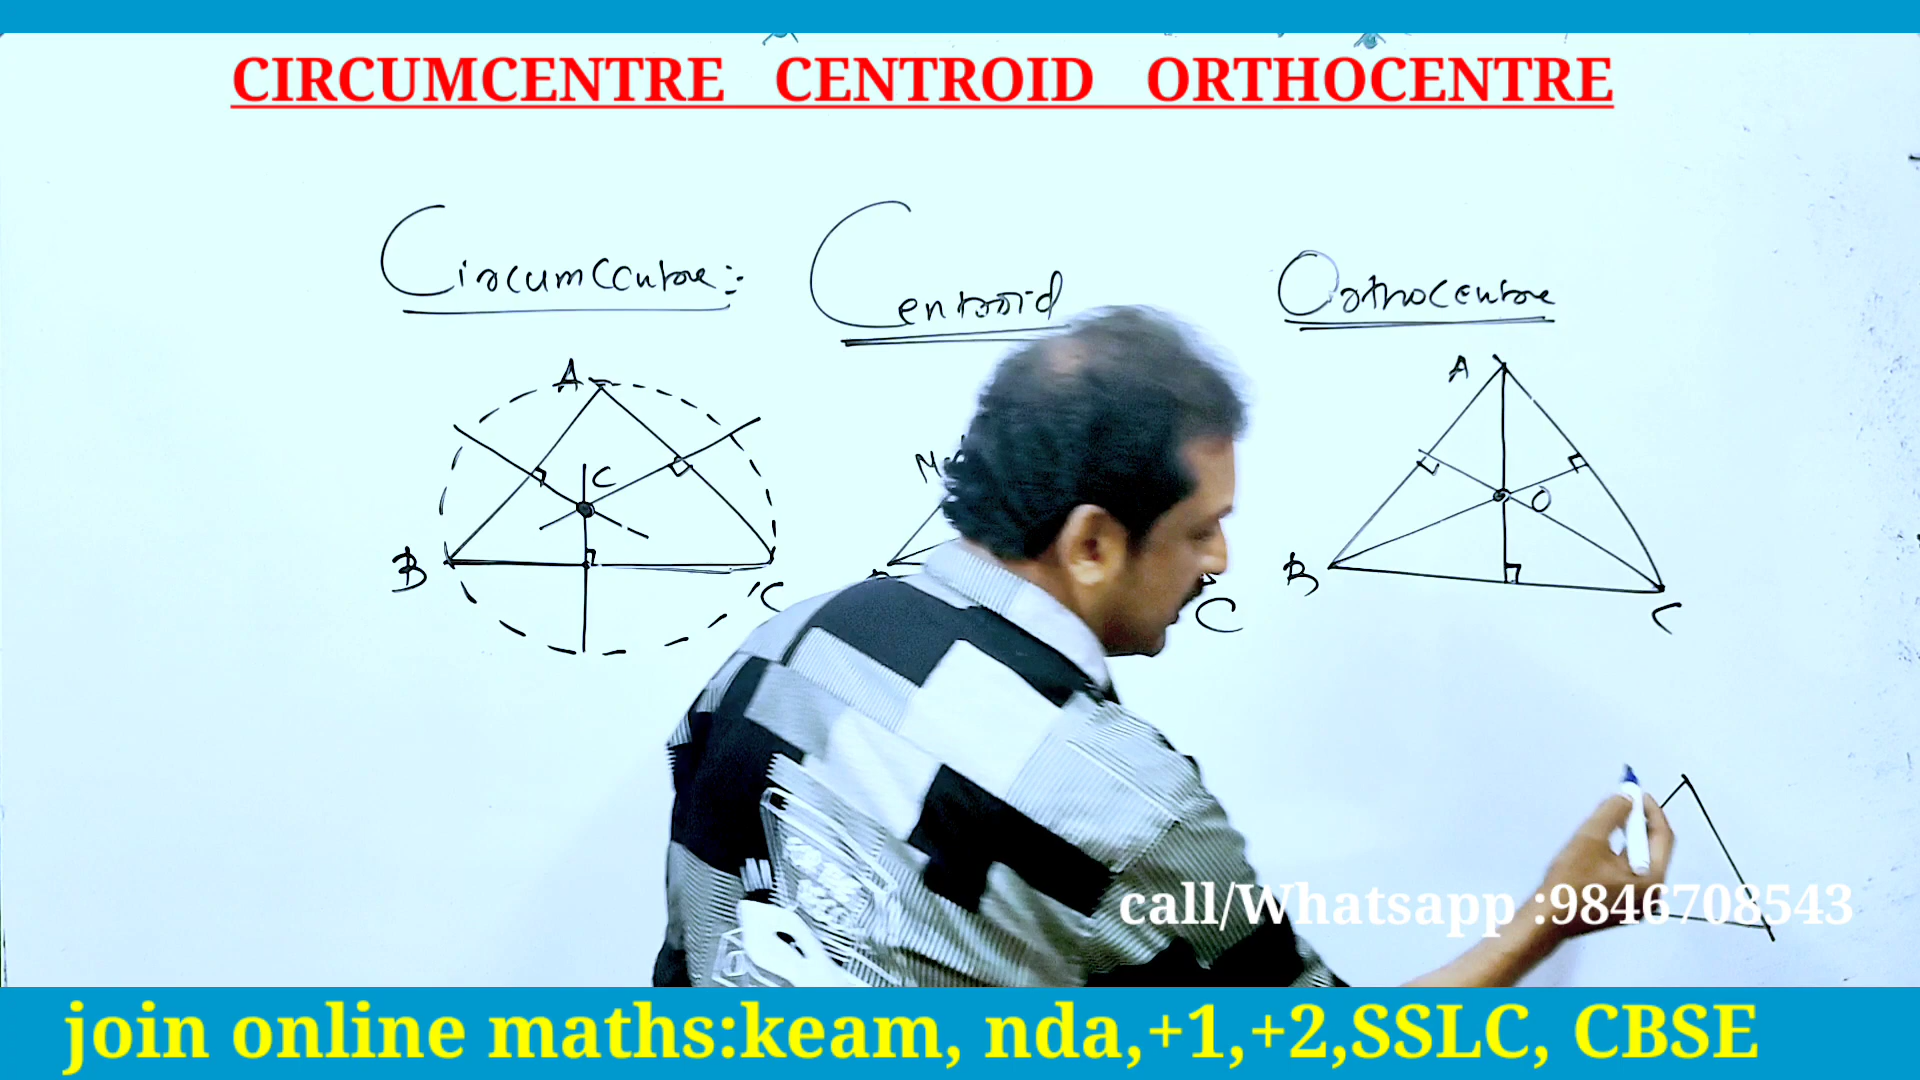 CIRCUMCENTRE CENTROID ORTHOCENTRE
Circumcentre:-
Centroid
Orthocentre
A
C
B
C
M
C
A
O
B
C
call/Whatsapp :9846708543
join online maths:keam, nda,+1,+2,SSLC, CBSE